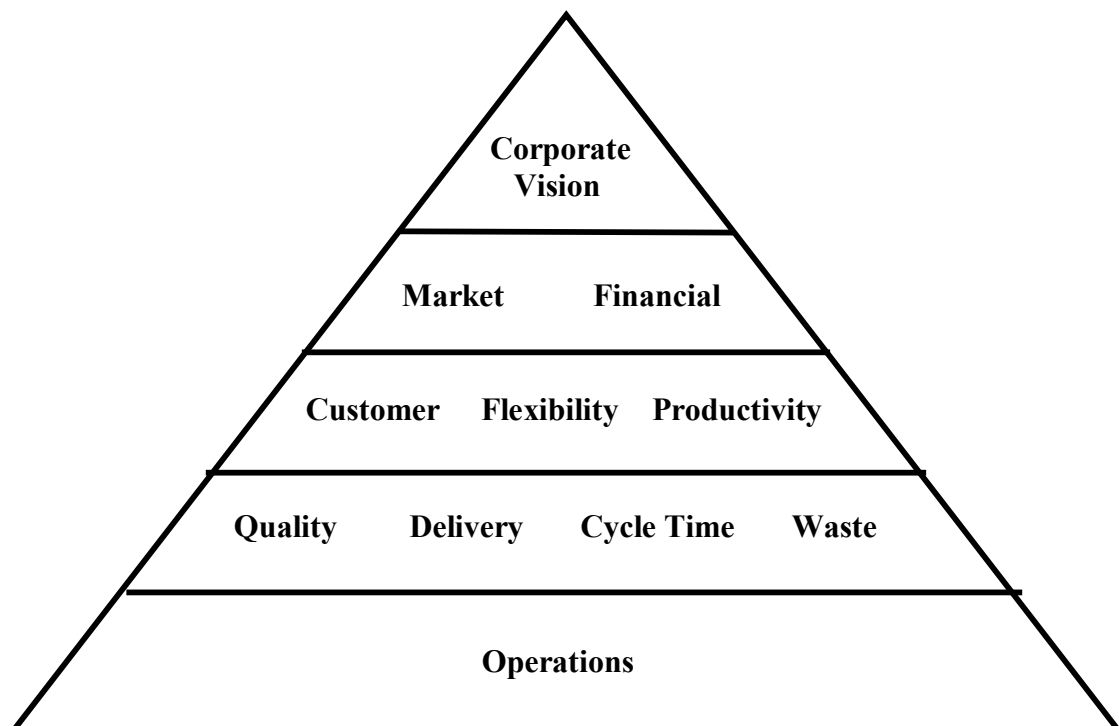 Corporate
Vision
Market Financial
Customer Flexibility Productivity
Quality Delivery Cycle Time Waste
Operations